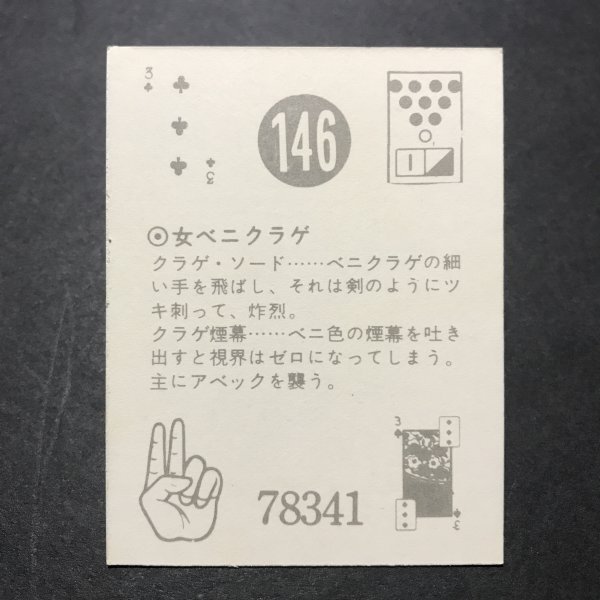 3
146
1
3
◉女ベニクラゲ
クラゲ・ソード……ベニクラゲの細
い手を飛ばし、それは剣のようにツ
キ刺って、炸烈。
クラゲ煙幕……ベニ色の煙幕を吐き
出すと視界はゼロになってしまう。
主にアベックを襲う。
3
78341
3